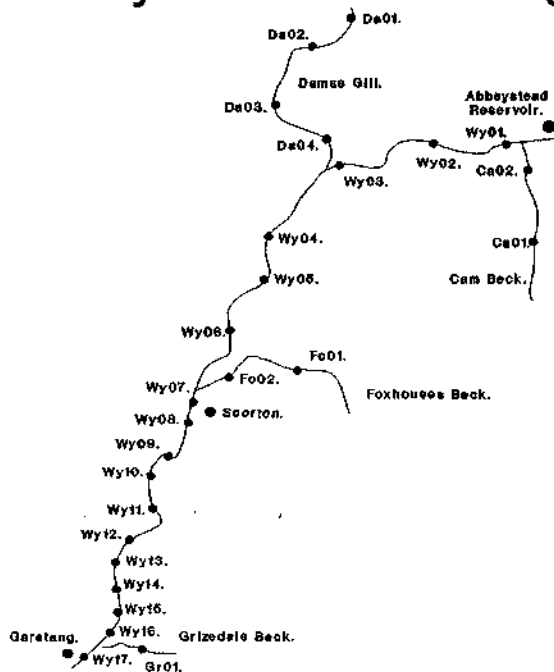 Da01.
Da02.
Damas Gill.
Da03.
Abbeystead
Reservoir.
Da04.
Wy01.
Wy02.
Wy03.
Ca02.
Wy04.
Ca01.
Wy05.
Cam Beck.
Wy06.
Fo01.
Fo02.
Wy07.
Foxhouses Beck.
Scorton.
Wy08.
Wy09.
Wy10.
Wy11.
Wy12.
Wy13.
Wy14.
Wy15.
Wy16.
Garstang.
Grizedale Beck.
Wy17.
Gr01.